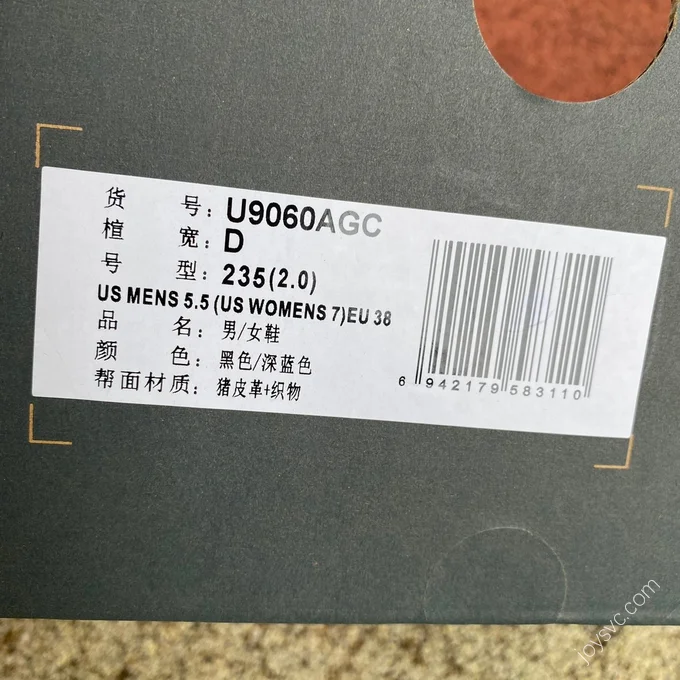 货 号: U9060AGC
楦 宽: D
号 型: 235(2.0)
US MENS 5.5 (US WOMENS 7)EU 38
品 名: 男/女鞋
颜 色: 黑色/深蓝色
帮面材质: 猪皮革+织物
6 942179 583110
joysvc.com